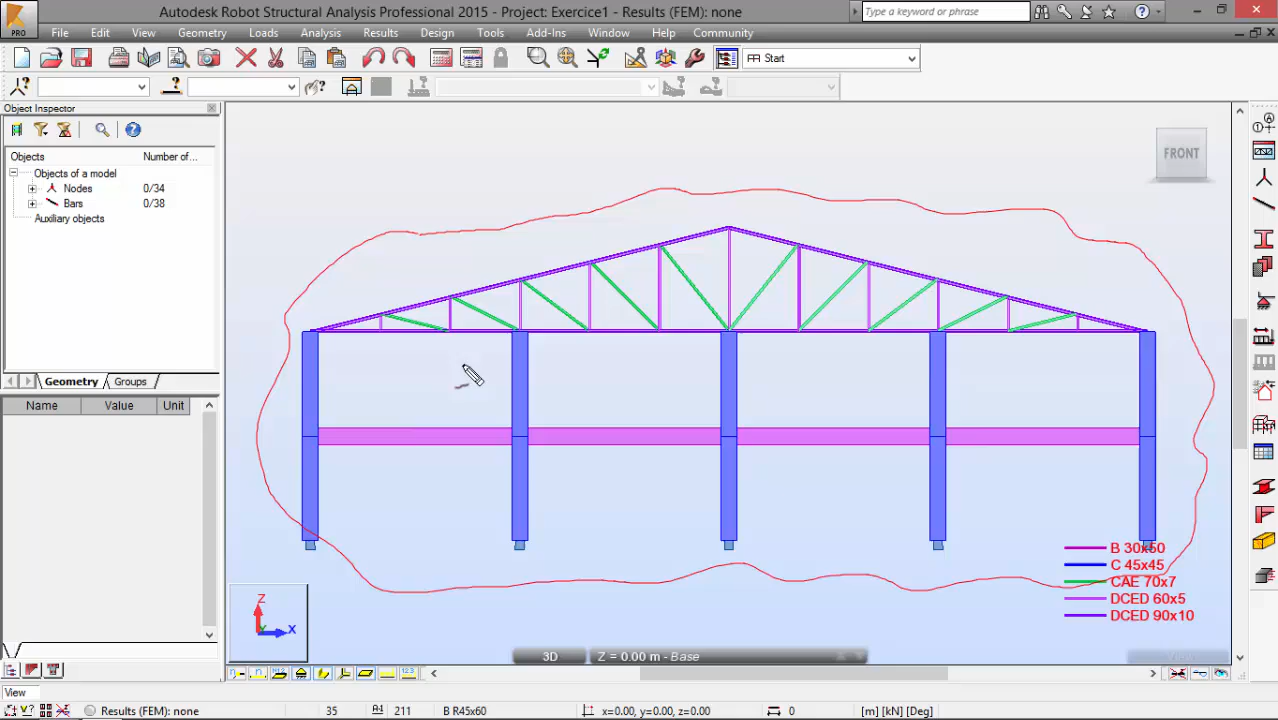 Autodesk Robot Structural Analysis Professional 2015 - Project: Exercice1 - Results (FEM): none
Type a keyword or phrase
PRO
File Edit View Geometry Loads Analysis Results Design Tools Add-Ins Window Help Community
Start
Object Inspector
Objects Number of...
Objects of a model
Nodes 0/34
Bars 0/38
Auxiliary objects
Geometry Groups
Name Value Unit
FRONT
B 30x50
C 45x45
CAE 70x7
DCED 60x5
DCED 90x10
Z
X
3D Z = 0.00 m - Base
View
Results (FEM): none 35 211 B R45x60 x=0.00, y=0.00, z=0.00 0 [m] [kN] [Deg]